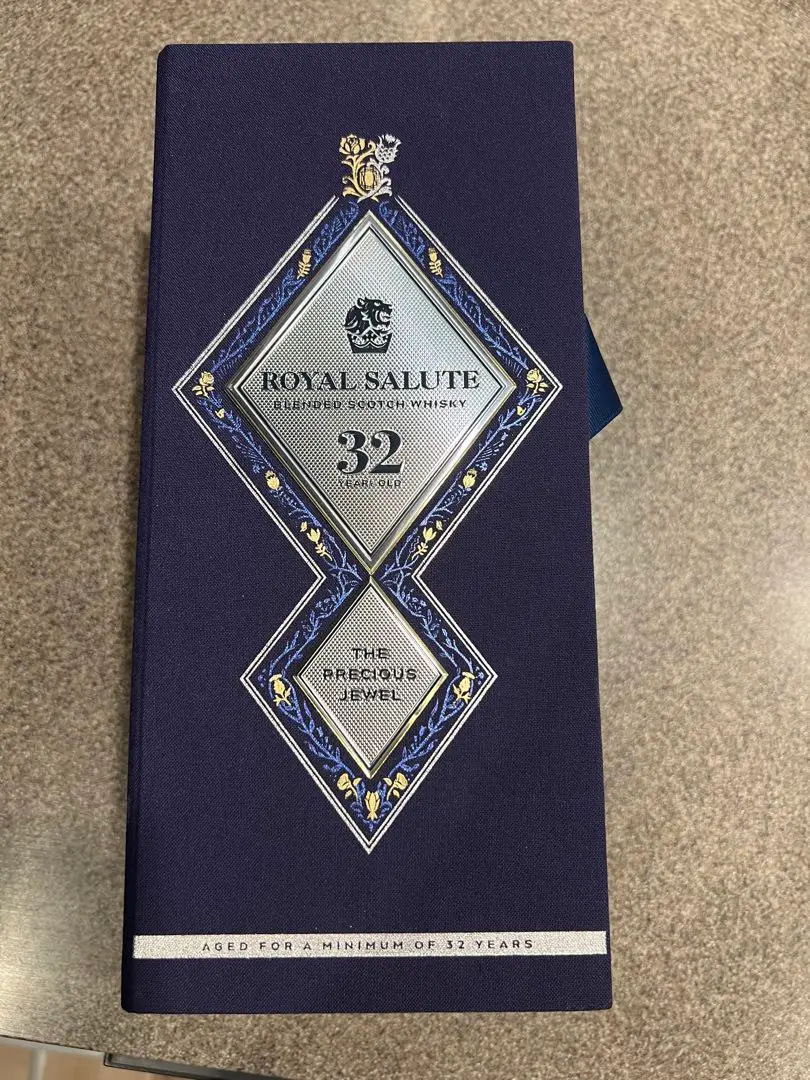 ROYAL SALUTE
BLENDED SCOTCH WHISKY
32
YEARS OLD
THE
PRECIOUS
JEWEL
AGED FOR A MINIMUM OF 32 YEARS